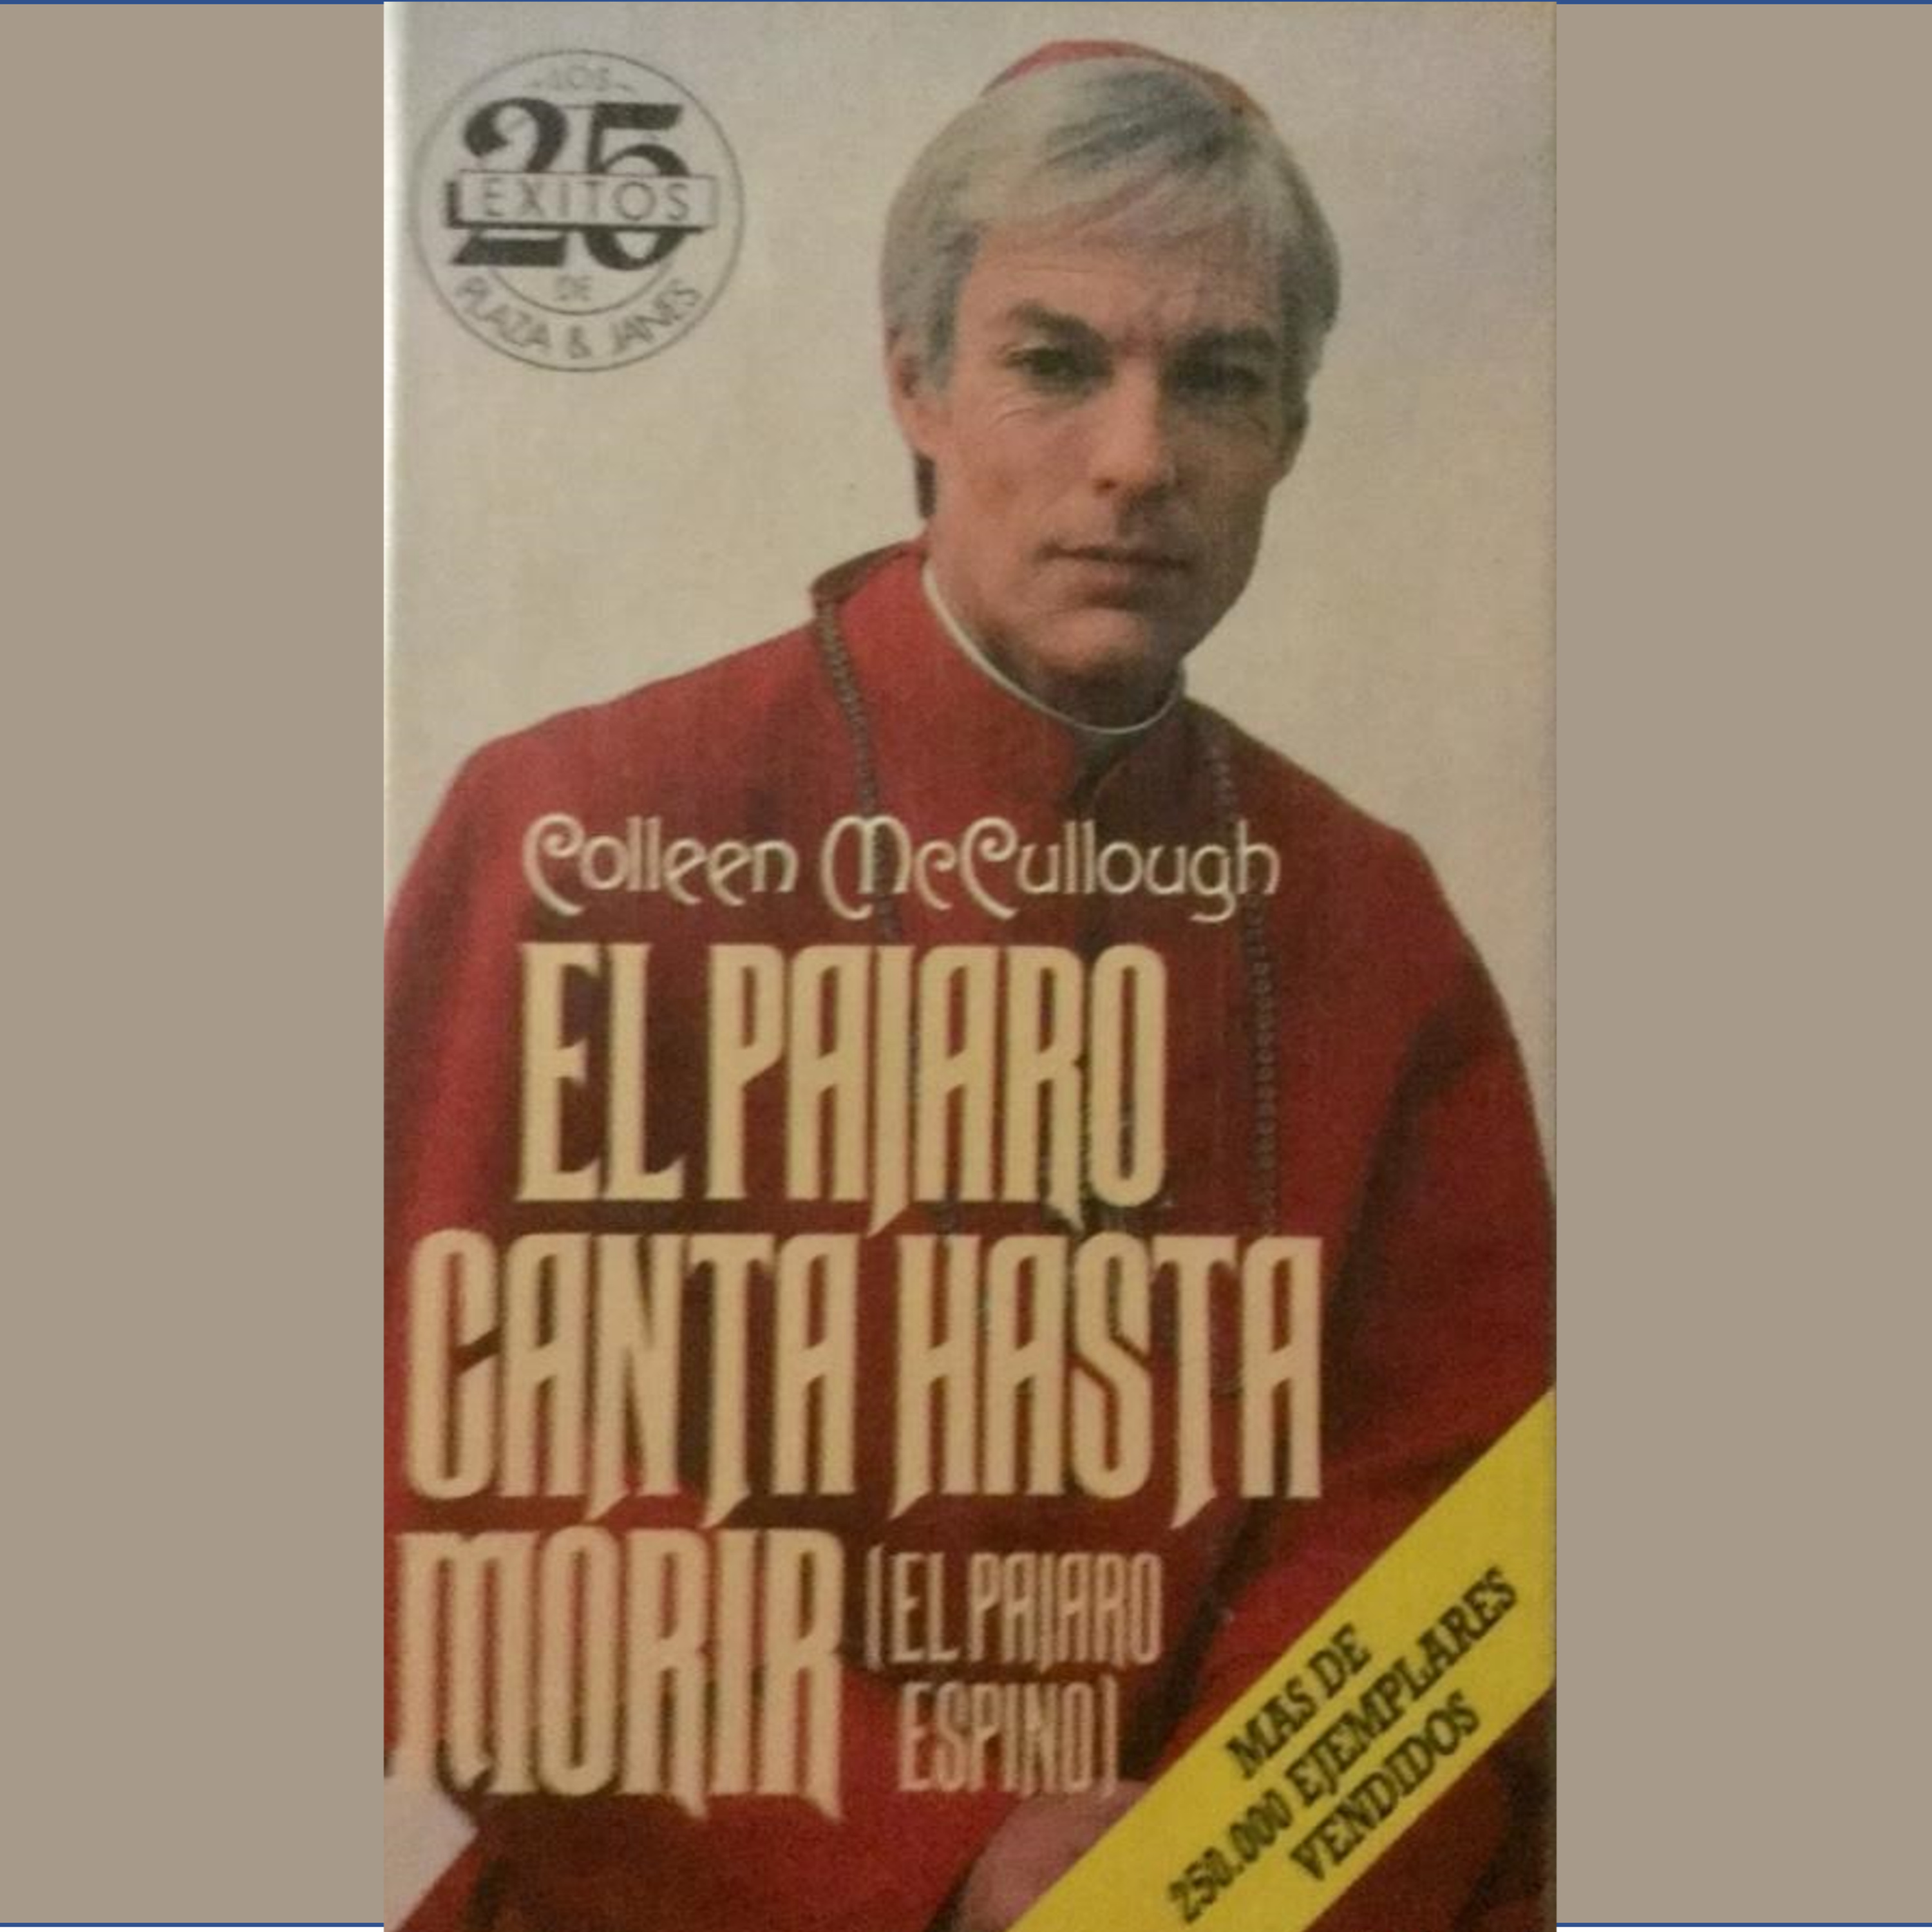 LOS
25
EXITOS
DE
PLAZA & JANES
Colleen McCullough
EL PAJARO
CANTA HASTA
MORIR
(EL PAJARO
ESPINO)
MAS DE
250.000 EJEMPLARES
VENDIDOS